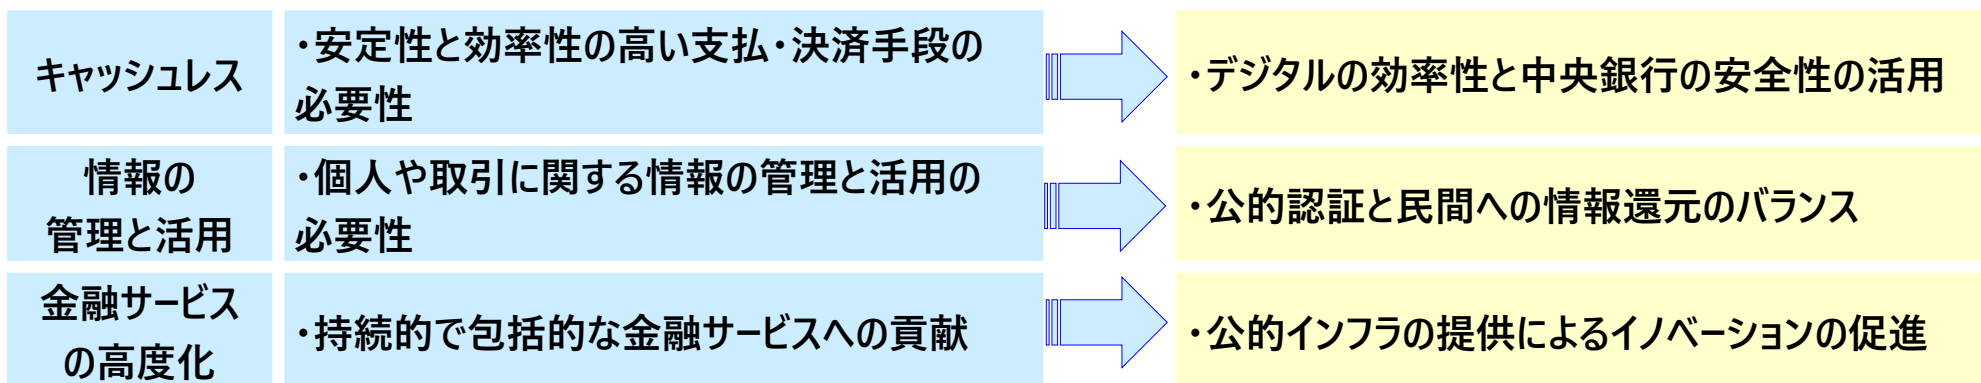 キャッシュレス
・安定性と効率性の高い支払・決済手段の
必要性
・デジタルの効率性と中央銀行の安全性の活用
情報の
管理と活用
・個人や取引に関する情報の管理と活用の
必要性
・公的認証と民間への情報還元のバランス
金融サービス
の高度化
・持続的で包括的な金融サービスへの貢献
・公的インフラの提供によるイノベーションの促進